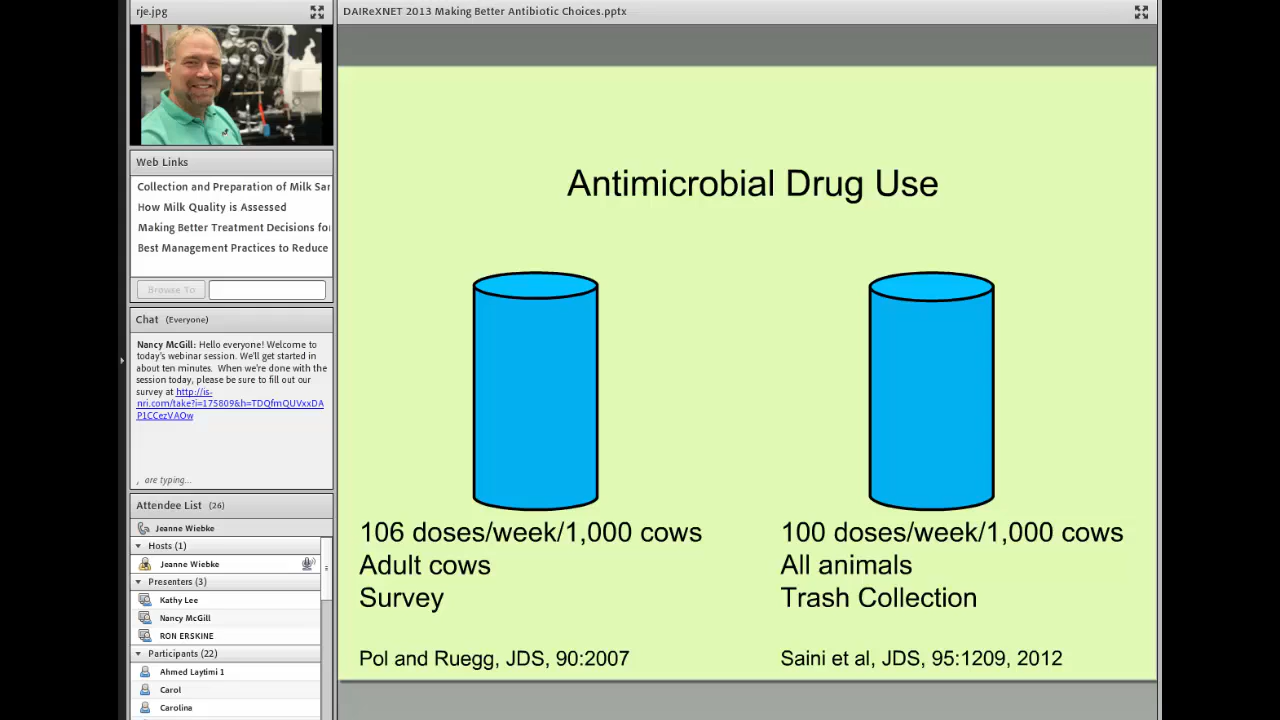 rje.jpg
DAIReXNET 2013 Making Better Antibiotic Choices.pptx
Web Links
Collection and Preparation of Milk Sar
How Milk Quality is Assessed
Making Better Treatment Decisions for
Best Management Practices to Reduce
Browse To
Chat (Everyone)
Nancy McGill: Hello everyone! Welcome to
today's webinar session. We'll get started in
about ten minutes. When we're done with the
session today, please be sure to fill out our
survey at http://is-
nri.com/take?i=175809&h=TDQfmQUVxxDA
P1CCezVAOw
, are typing...
Attendee List (26)
Jeanne Wiebke
Hosts (1)
Jeanne Wiebke
Presenters (3)
Kathy Lee
Nancy McGill
RON ERSKINE
Participants (22)
Ahmed Laytimi 1
Carol
Carolina
Antimicrobial Drug Use
106 doses/week/1,000 cows
Adult cows
Survey
Pol and Ruegg, JDS, 90:2007
100 doses/week/1,000 cows
All animals
Trash Collection
Saini et al, JDS, 95:1209, 2012